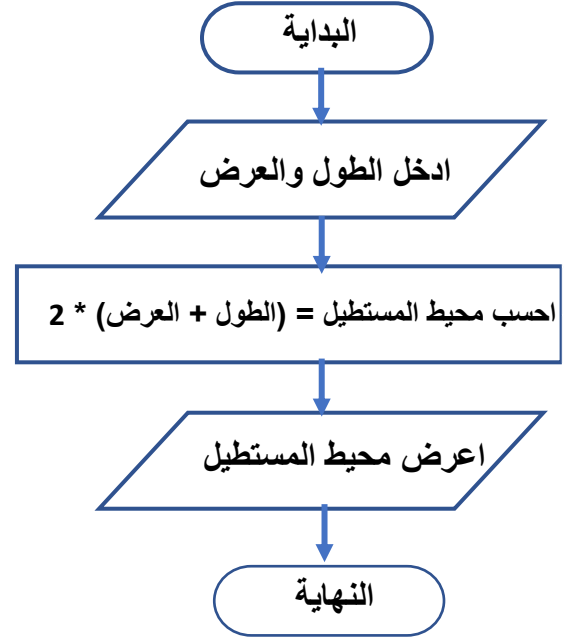 البداية
ادخل الطول والعرض
احسب محيط المستطيل = (الطول + العرض) * 2
اعرض محيط المستطيل
النهاية